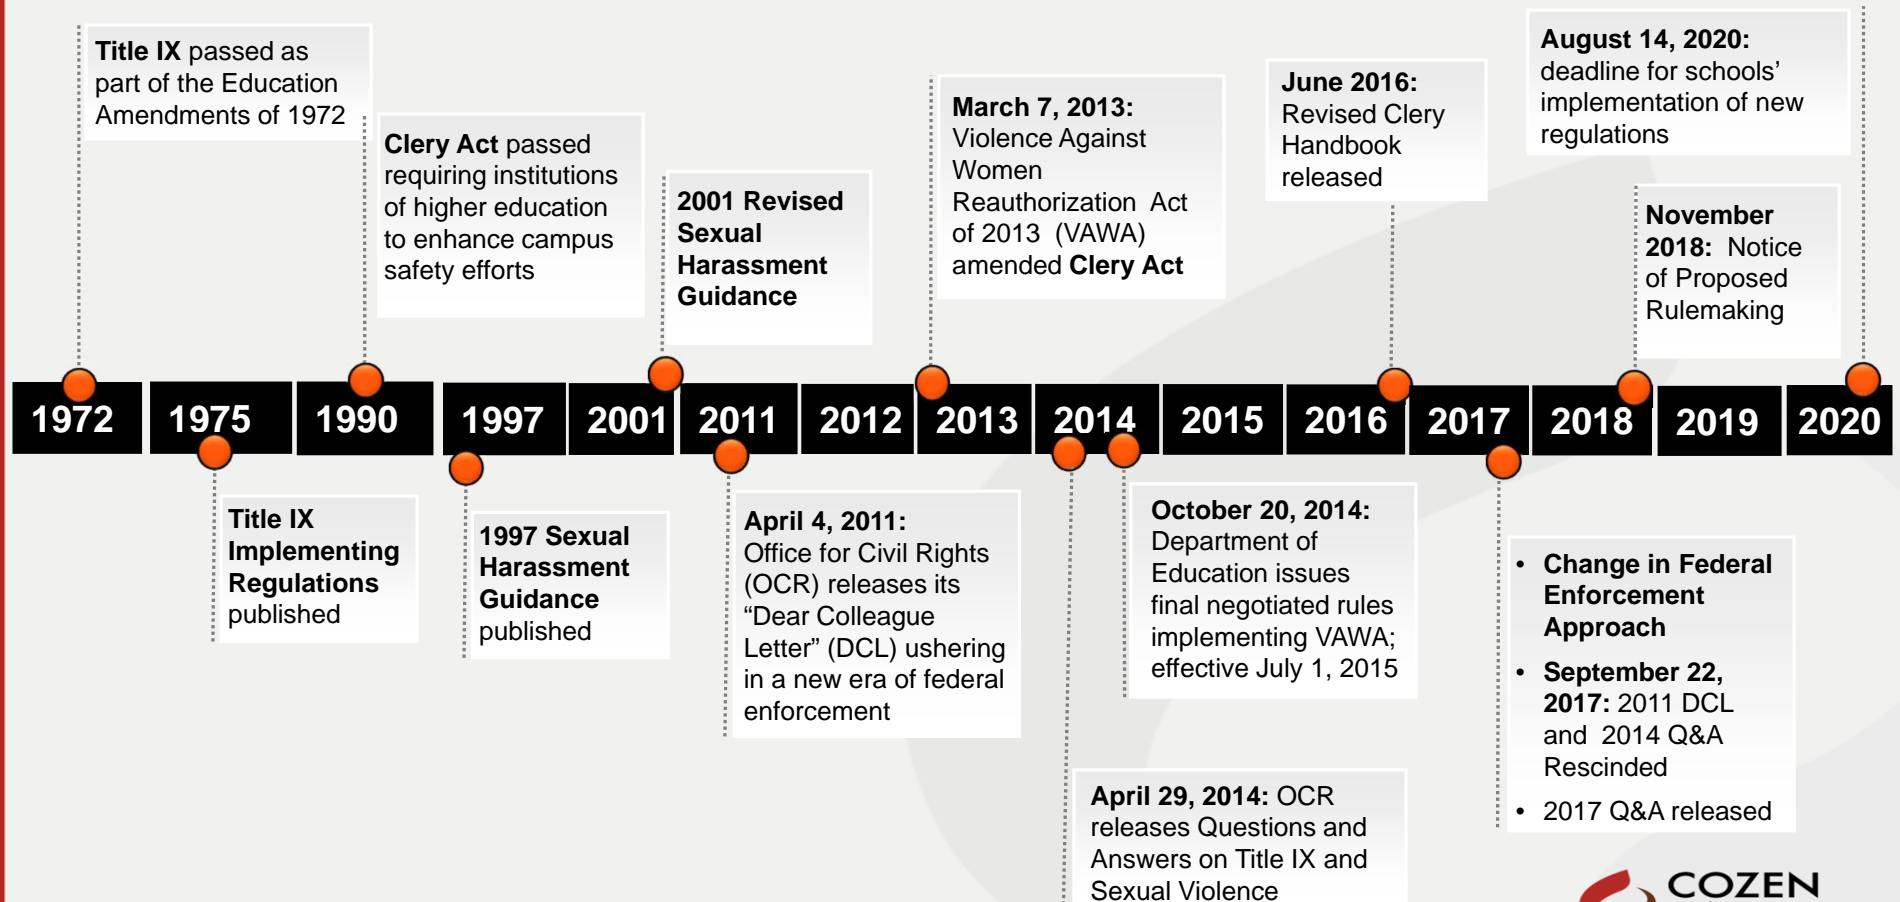 Title IX passed as
part of the Education
Amendments of 1972
Clery Act passed
requiring institutions
of higher education
to enhance campus
safety efforts
2001 Revised
Sexual
Harassment
Guidance
March 7, 2013:
Violence Against
Women
Reauthorization Act
of 2013 (VAWA)
amended Clery Act
June 2016:
Revised Clery
Handbook
released
August 14, 2020:
deadline for schools’
implementation of new
regulations
November
2018: Notice
of Proposed
Rulemaking
1972 1975 1990 1997 2001 2011 2012 2013 2014 2015 2016 2017 2018 2019 2020
Title IX
Implementing
Regulations
published
1997 Sexual
Harassment
Guidance
published
April 4, 2011:
Office for Civil Rights
(OCR) releases its
“Dear Colleague
Letter” (DCL) ushering
in a new era of federal
enforcement
October 20, 2014:
Department of
Education issues
final negotiated rules
implementing VAWA;
effective July 1, 2015
April 29, 2014: OCR
releases Questions and
Answers on Title IX and
Sexual Violence
• Change in Federal
Enforcement
Approach
• September 22,
2017: 2011 DCL
and 2014 Q&A
Rescinded
• 2017 Q&A released
COZEN